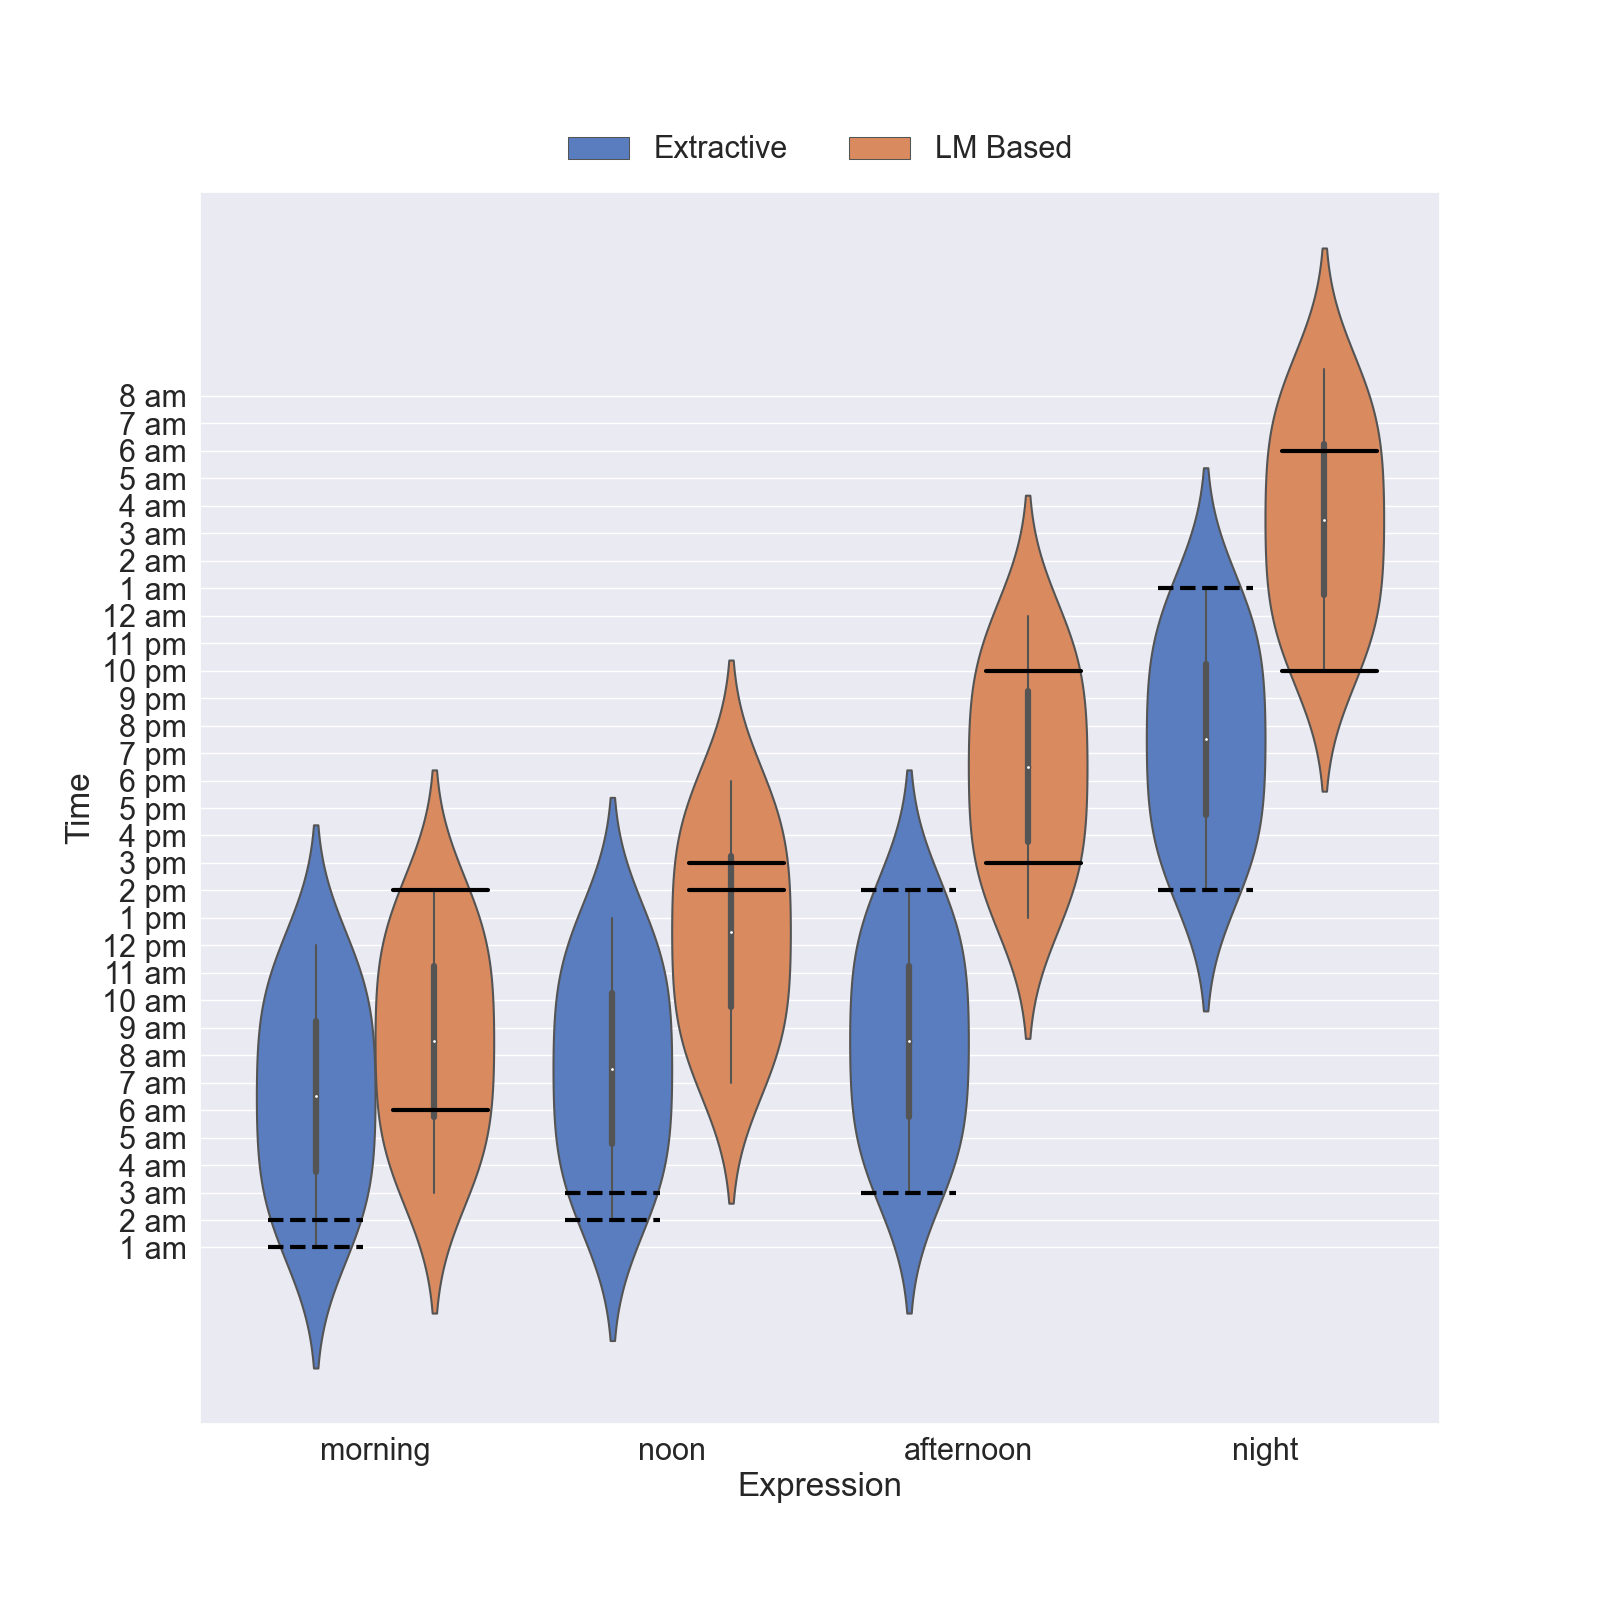 Extractive LM Based
8 am
7 am
6 am
5 am
4 am
3 am
2 am
1 am
12 am
11 pm
10 pm
9 pm
8 pm
7 pm
6 pm
5 pm
4 pm
3 pm
2 pm
1 pm
12 pm
11 am
10 am
9 am
8 am
7 am
6 am
5 am
4 am
3 am
2 am
1 am
Time
morning noon afternoon night
Expression